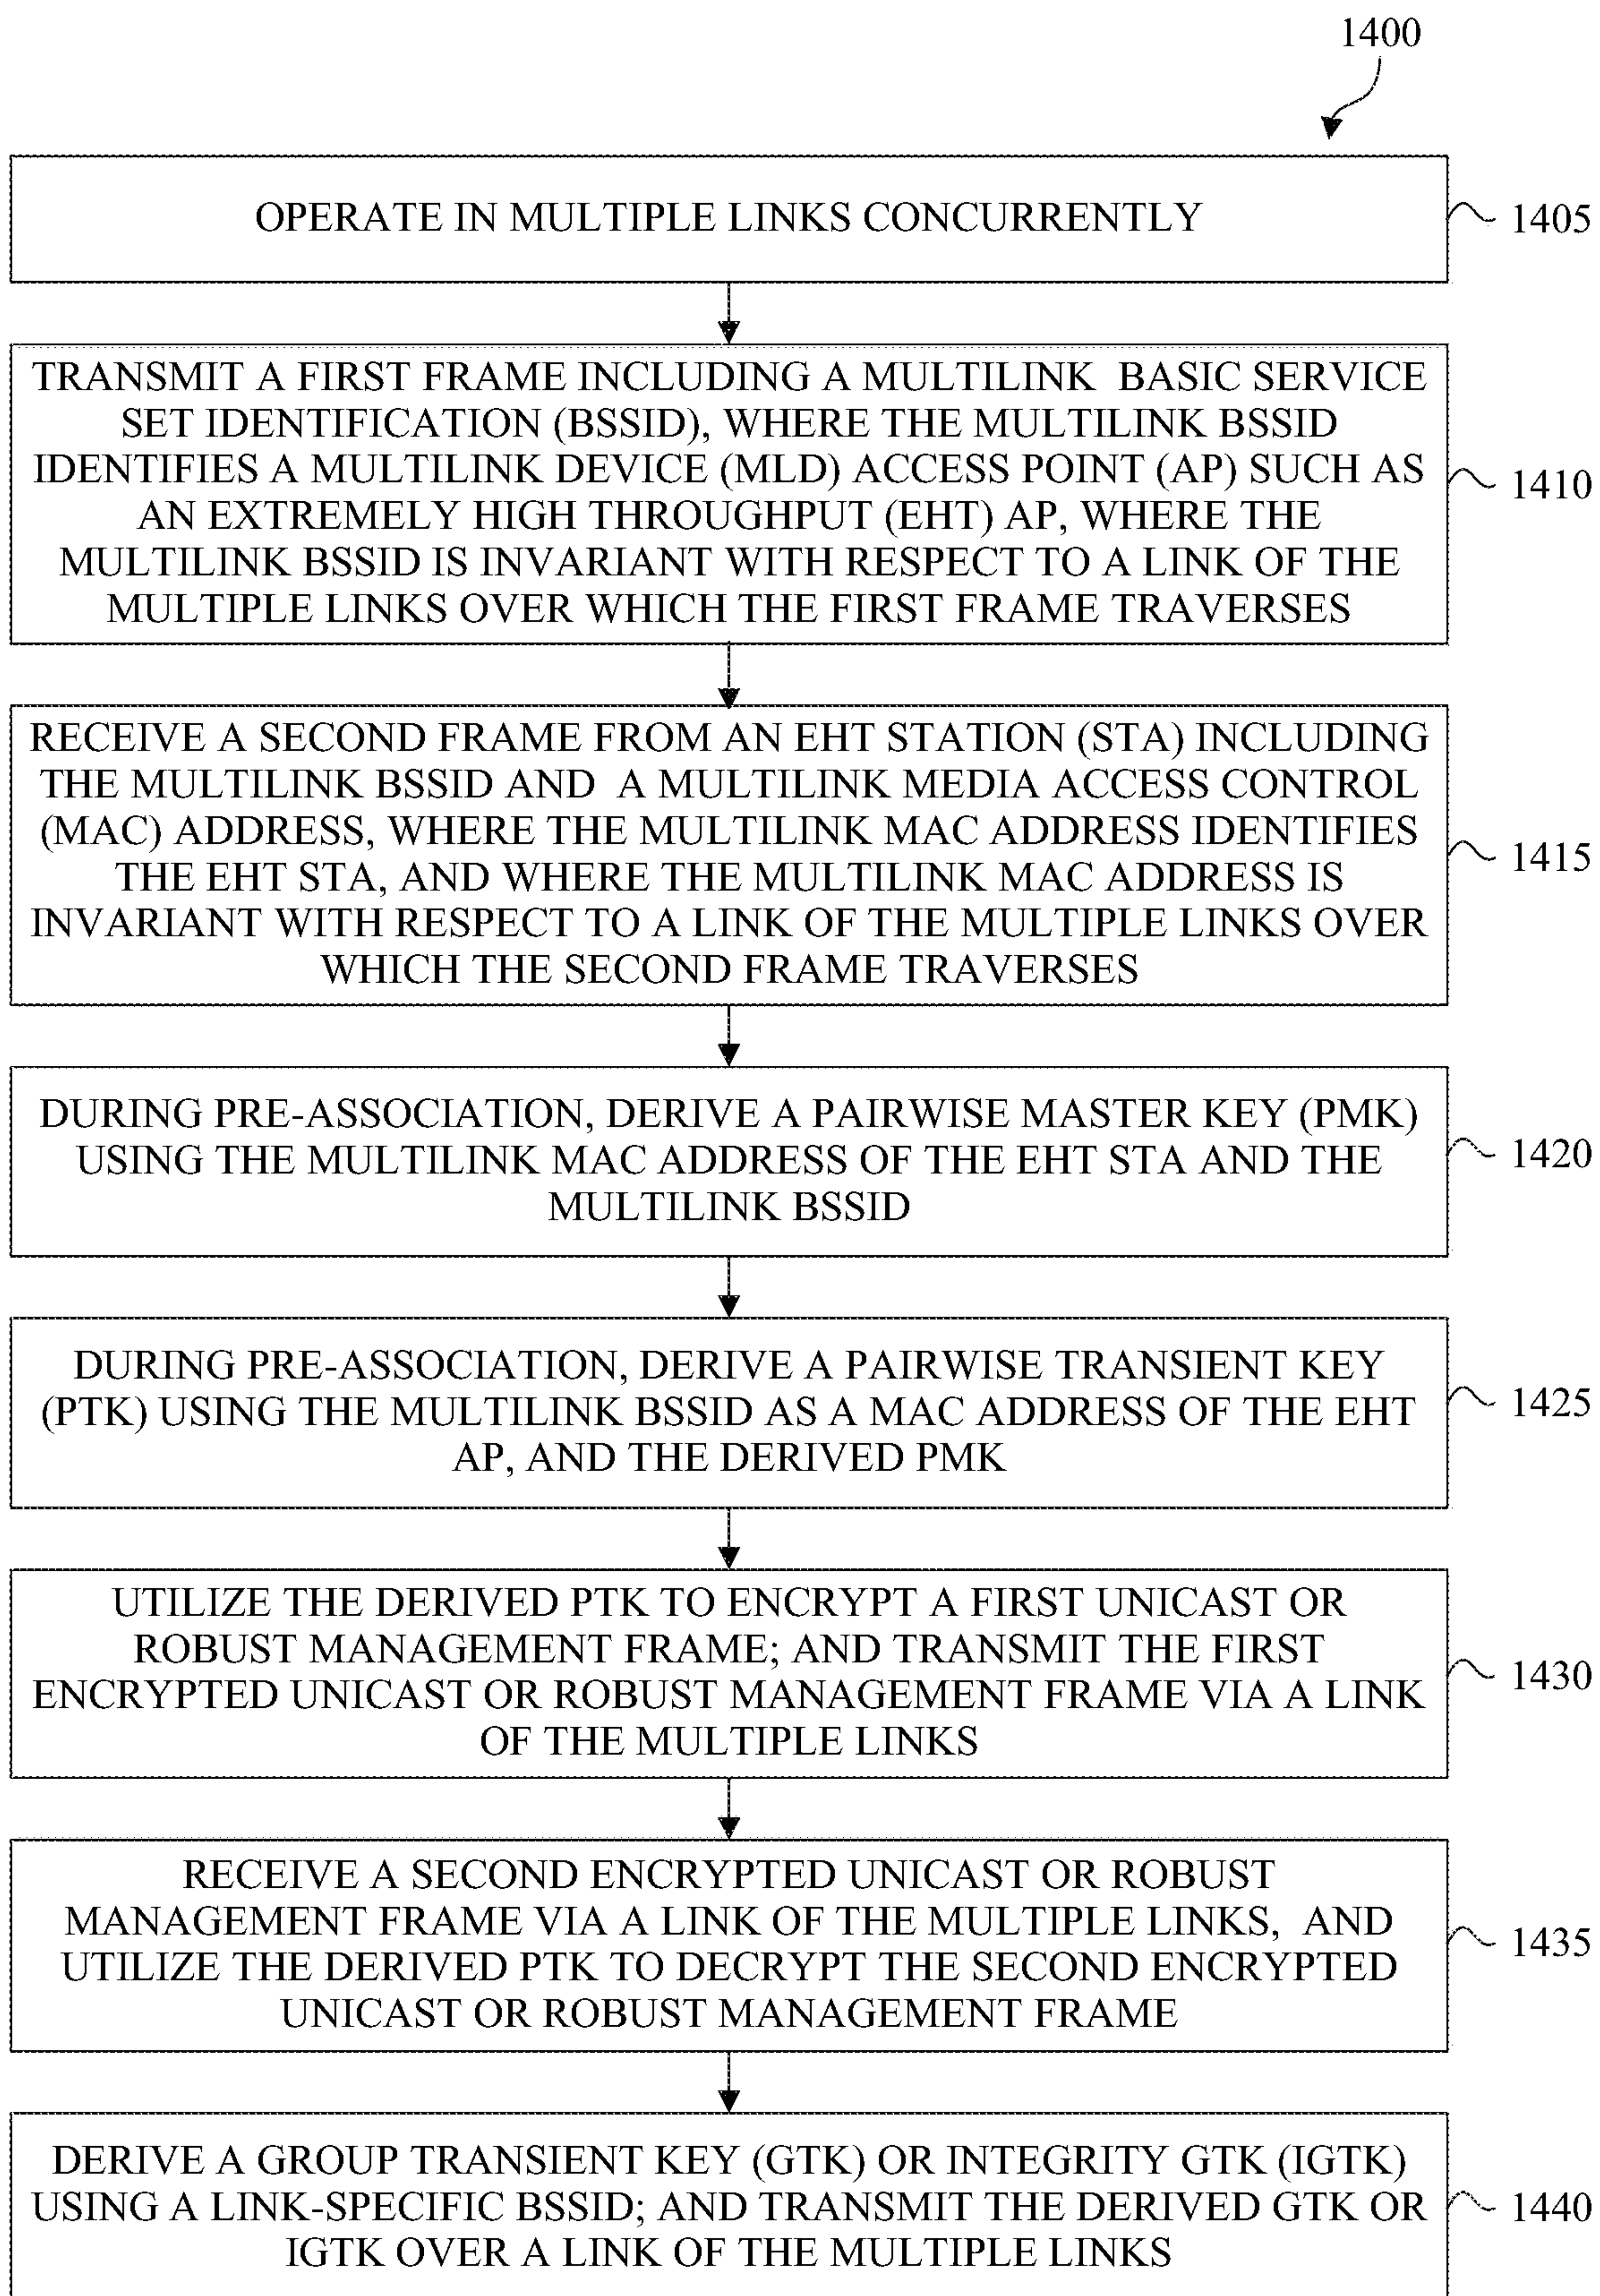 1400
OPERATE IN MULTIPLE LINKS CONCURRENTLY
1405
TRANSMIT A FIRST FRAME INCLUDING A MULTILINK BASIC SERVICE
SET IDENTIFICATION (BSSID), WHERE THE MULTILINK BSSID
IDENTIFIES A MULTILINK DEVICE (MLD) ACCESS POINT (AP) SUCH AS
AN EXTREMELY HIGH THROUGHPUT (EHT) AP, WHERE THE
MULTILINK BSSID IS INVARIANT WITH RESPECT TO A LINK OF THE
MULTIPLE LINKS OVER WHICH THE FIRST FRAME TRAVERSES
1410
RECEIVE A SECOND FRAME FROM AN EHT STATION (STA) INCLUDING
THE MULTILINK BSSID AND A MULTILINK MEDIA ACCESS CONTROL
(MAC) ADDRESS, WHERE THE MULTILINK MAC ADDRESS IDENTIFIES
THE EHT STA, AND WHERE THE MULTILINK MAC ADDRESS IS
INVARIANT WITH RESPECT TO A LINK OF THE MULTIPLE LINKS OVER
WHICH THE SECOND FRAME TRAVERSES
1415
DURING PRE-ASSOCIATION, DERIVE A PAIRWISE MASTER KEY (PMK)
USING THE MULTILINK MAC ADDRESS OF THE EHT STA AND THE
MULTILINK BSSID
1420
DURING PRE-ASSOCIATION, DERIVE A PAIRWISE TRANSIENT KEY
(PTK) USING THE MULTILINK BSSID AS A MAC ADDRESS OF THE EHT
AP, AND THE DERIVED PMK
1425
UTILIZE THE DERIVED PTK TO ENCRYPT A FIRST UNICAST OR
ROBUST MANAGEMENT FRAME; AND TRANSMIT THE FIRST
ENCRYPTED UNICAST OR ROBUST MANAGEMENT FRAME VIA A LINK
OF THE MULTIPLE LINKS
1430
RECEIVE A SECOND ENCRYPTED UNICAST OR ROBUST
MANAGEMENT FRAME VIA A LINK OF THE MULTIPLE LINKS, AND
UTILIZE THE DERIVED PTK TO DECRYPT THE SECOND ENCRYPTED
UNICAST OR ROBUST MANAGEMENT FRAME
1435
DERIVE A GROUP TRANSIENT KEY (GTK) OR INTEGRITY GTK (IGTK)
USING A LINK-SPECIFIC BSSID; AND TRANSMIT THE DERIVED GTK OR
IGTK OVER A LINK OF THE MULTIPLE LINKS
1440